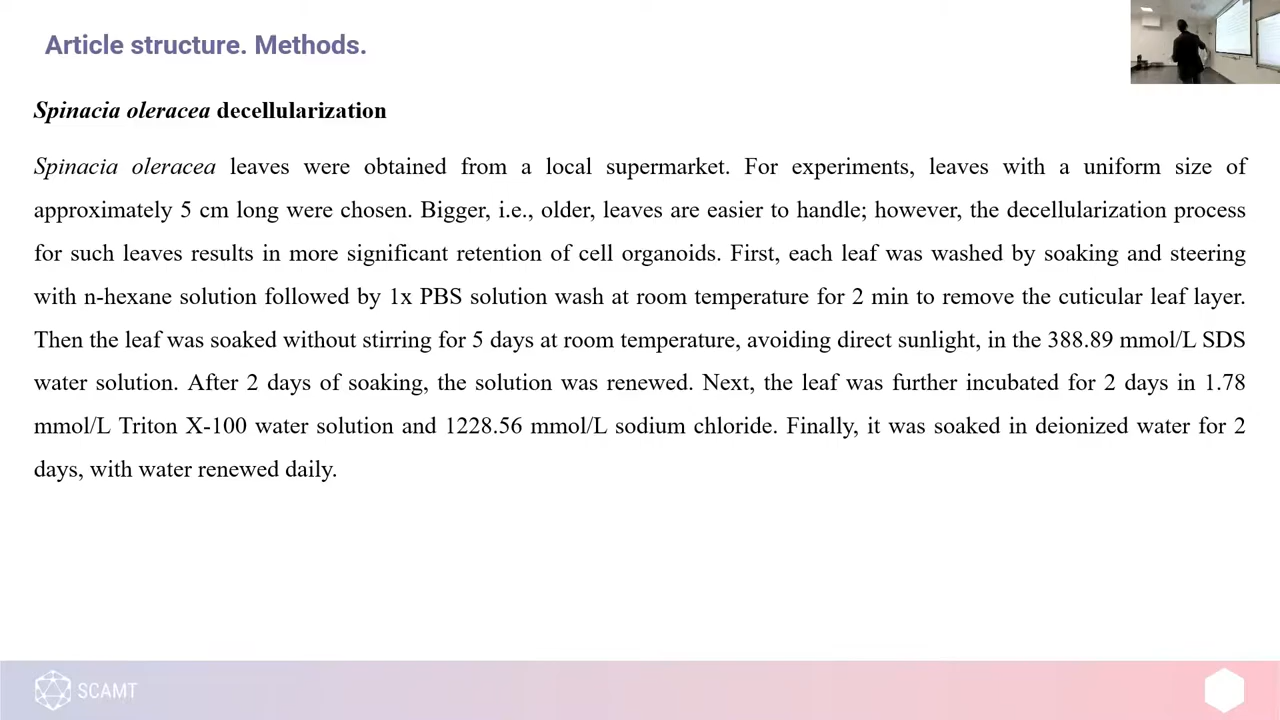 Article structure. Methods.
Spinacia oleracea decellularization
Spinacia oleracea leaves were obtained from a local supermarket. For experiments, leaves with a uniform size of
approximately 5 cm long were chosen. Bigger, i.e., older, leaves are easier to handle; however, the decellularization process
for such leaves results in more significant retention of cell organoids. First, each leaf was washed by soaking and steering
with n-hexane solution followed by 1x PBS solution wash at room temperature for 2 min to remove the cuticular leaf layer.
Then the leaf was soaked without stirring for 5 days at room temperature, avoiding direct sunlight, in the 388.89 mmol/L SDS
water solution. After 2 days of soaking, the solution was renewed. Next, the leaf was further incubated for 2 days in 1.78
mmol/L Triton X-100 water solution and 1228.56 mmol/L sodium chloride. Finally, it was soaked in deionized water for 2
days, with water renewed daily.
SCAMT